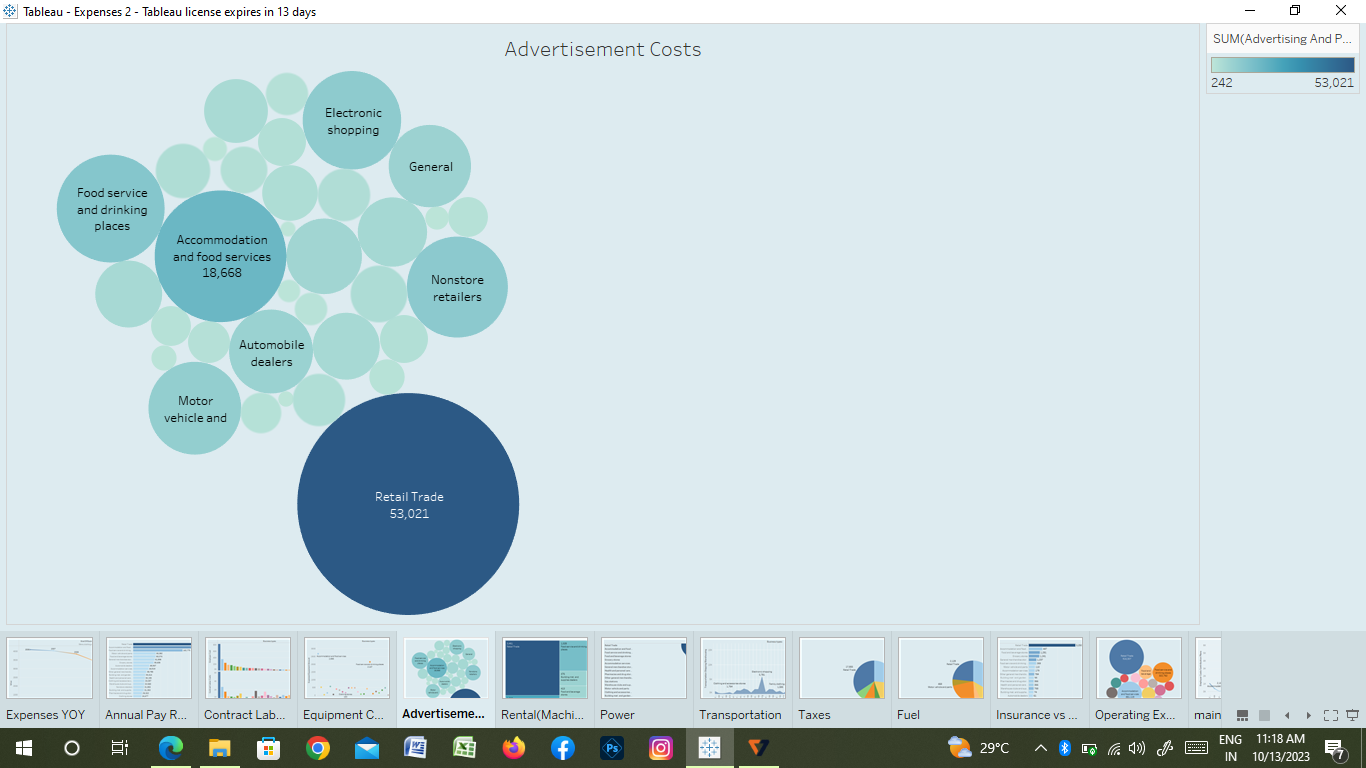 Tableau - Expenses 2 - Tableau license expires in 13 days
Advertisement Costs
SUM(Advertising And P...
242
53,021
Electronic
shopping
General
Food service
and drinking
places
Accommodation
and food services
18,668
Nonstore
retailers
Automobile
dealers
Motor
vehicle and
Retail Trade
53,021
Expenses YOY
Annual Pay R...
Contract Lab...
Equipment C...
Advertiseme...
Rental(Machi...
Power
Transportation
Taxes
Fuel
Insurance vs ...
Operating Ex...
main
29°C
ENG
IN
11:18 AM
10/13/2023
7